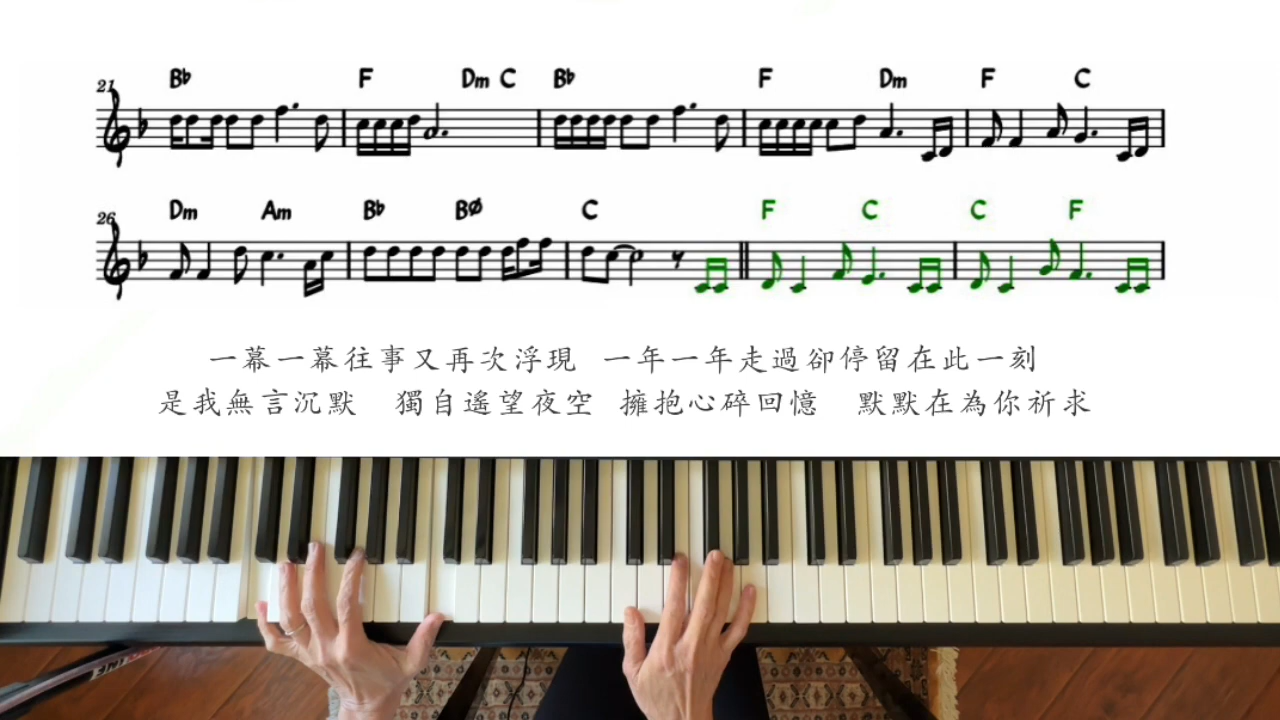 21 B♭ F Dm C B♭ F Dm F C
26 Dm Am B♭ BØ C F C C F
一幕一幕往事又再次浮現 一年一年走過卻停留在此一刻
是我無言沉默 獨自遙望夜空 擁抱心碎回憶 默默在為你祈求